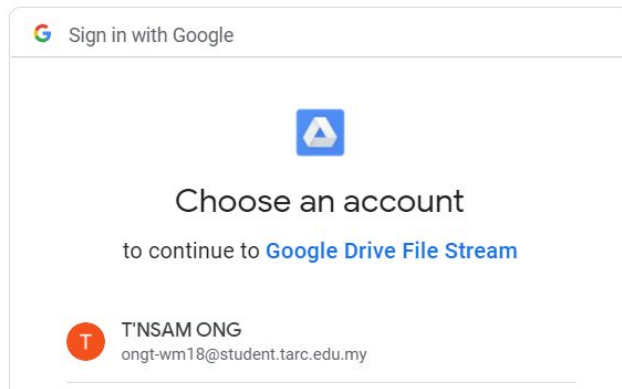 Sign in with Google
Choose an account
to continue to Google Drive File Stream
T
T'NSAM ONG
ongt-wm18@student.tarc.edu.my